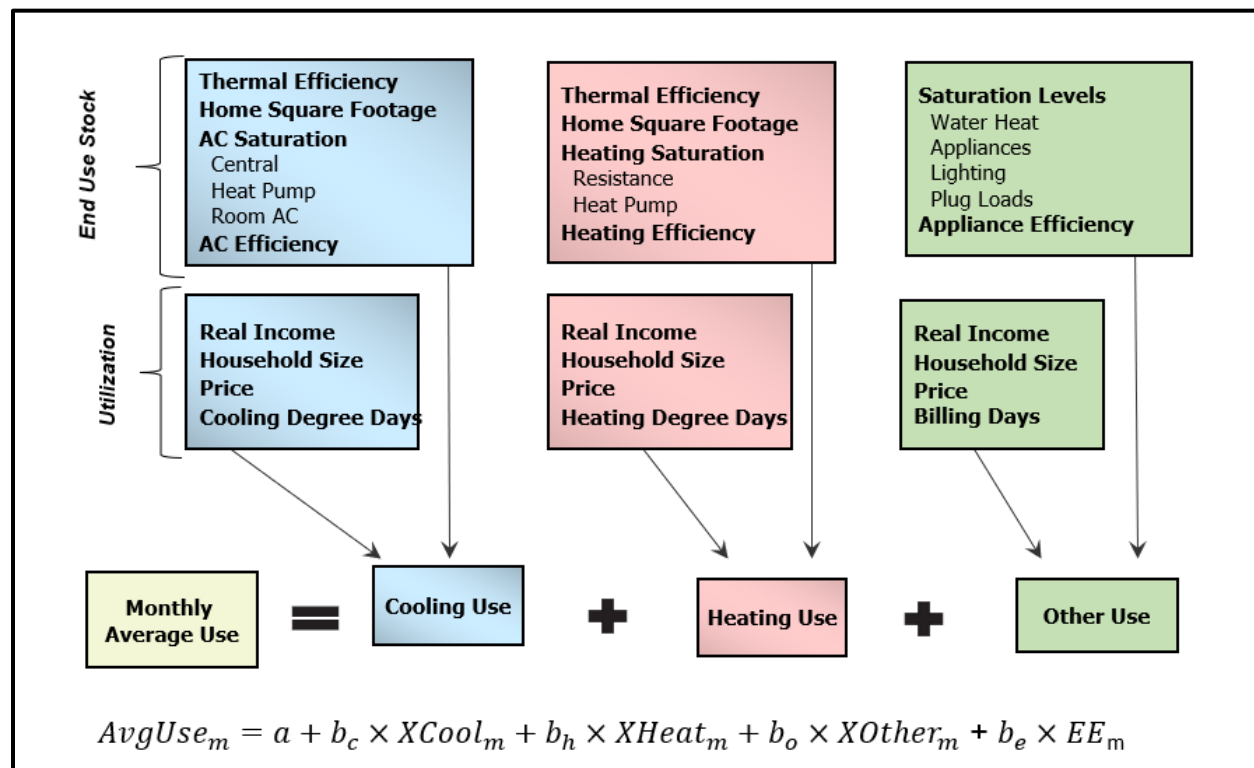 End Use Stock
Thermal Efficiency
Home Square Footage
AC Saturation
Central
Heat Pump
Room AC
AC Efficiency
Thermal Efficiency
Home Square Footage
Heating Saturation
Resistance
Heat Pump
Heating Efficiency
Saturation Levels
Water Heat
Appliances
Lighting
Plug Loads
Appliance Efficiency
Utilization
Real Income
Household Size
Price
Cooling Degree Days
Real Income
Household Size
Price
Heating Degree Days
Real Income
Household Size
Price
Billing Days
Monthly
Average Use
=
Cooling Use
+
Heating Use
+
Other Use
AvgUse_m = a + b_c × XCool_m + b_h × XHeat_m + b_o × XOther_m + b_e × EE_m